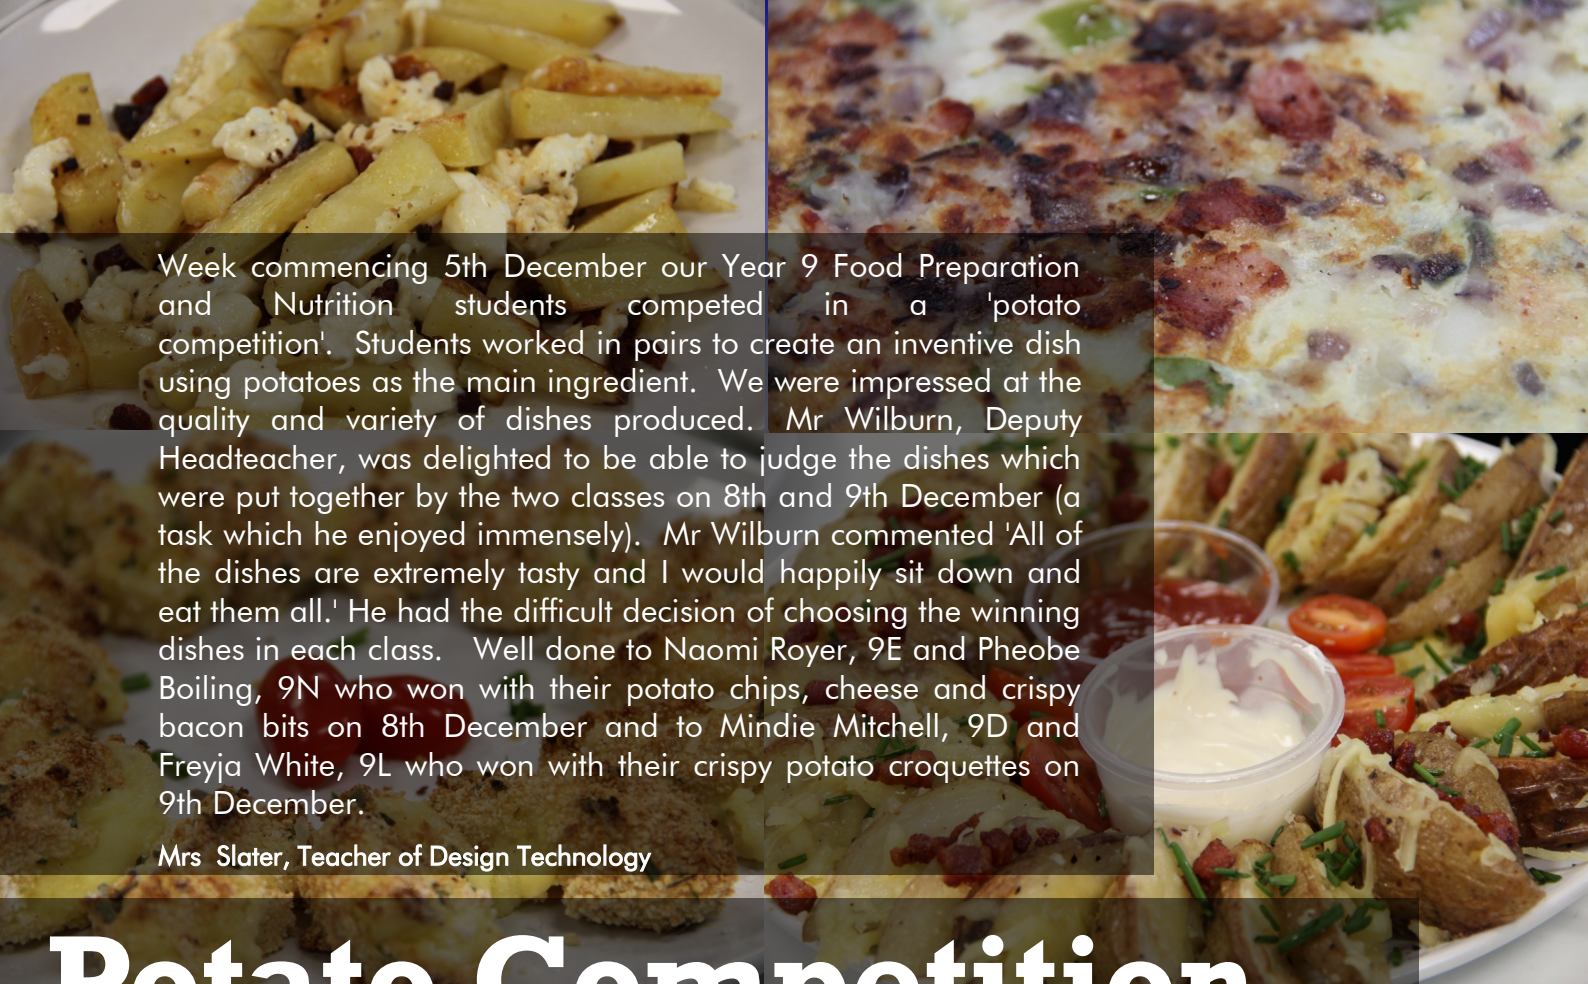 Week commencing 5th December our Year 9 Food Preparation
and Nutrition students competed in a 'potato
competition'. Students worked in pairs to create an inventive dish
using potatoes as the main ingredient. We were impressed at the
quality and variety of dishes produced. Mr Wilburn, Deputy
Headteacher, was delighted to be able to judge the dishes which
were put together by the two classes on 8th and 9th December (a
task which he enjoyed immensely). Mr Wilburn commented 'All of
the dishes are extremely tasty and I would happily sit down and
eat them all.' He had the difficult decision of choosing the winning
dishes in each class. Well done to Naomi Royer, 9E and Pheobe
Boiling, 9N who won with their potato chips, cheese and crispy
bacon bits on 8th December and to Mindie Mitchell, 9D and
Freyja White, 9L who won with their crispy potato croquettes on
9th December.
Mrs Slater, Teacher of Design Technology
Potato Competition